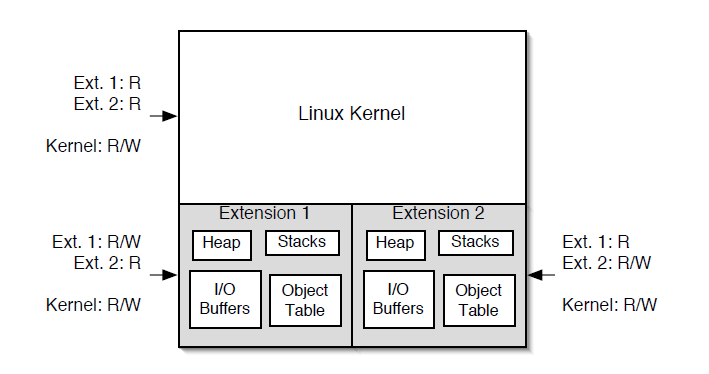 Ext. 1: R
Ext. 2: R
Kernel: R/W
Linux Kernel
Ext. 1: R/W
Ext. 2: R
Kernel: R/W
Extension 1
Heap
Stacks
I/O
Buffers
Object
Table
Extension 2
Heap
Stacks
I/O
Buffers
Object
Table
Ext. 1: R
Ext. 2: R/W
Kernel: R/W